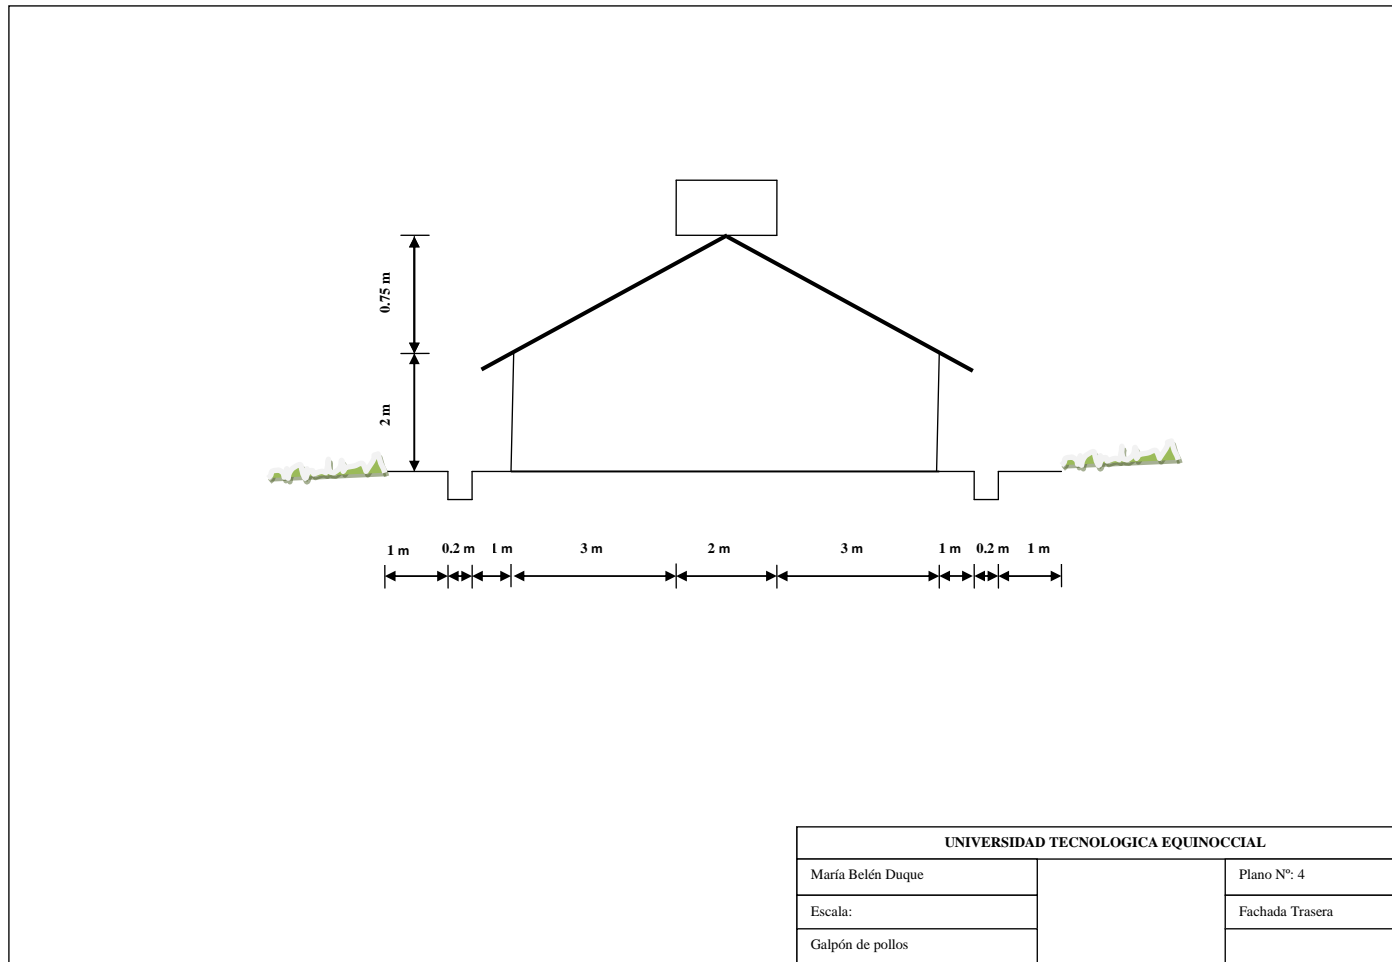 0.75 m
2 m
1 m 0.2 m 1 m 3 m 2 m 3 m 1 m 0.2 m 1 m
UNIVERSIDAD TECNOLOGICA EQUINOCCIAL
María Belén Duque Plano Nº: 4
Escala: Fachada Trasera
Galpón de pollos